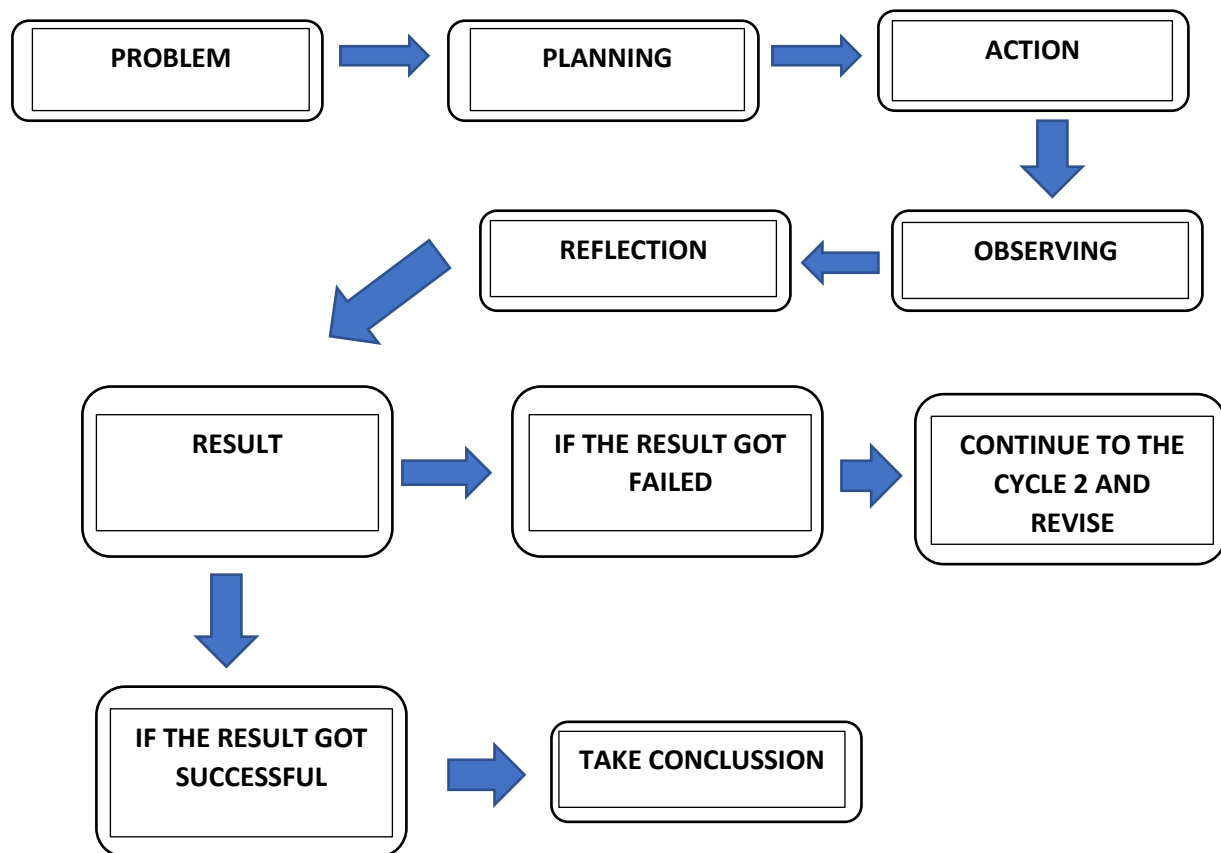 PROBLEM
PLANNING
ACTION
OBSERVING
REFLECTION
RESULT
IF THE RESULT GOT
FAILED
CONTINUE TO THE
CYCLE 2 AND
REVISE
IF THE RESULT GOT
SUCCESSFUL
TAKE CONCLUSSION